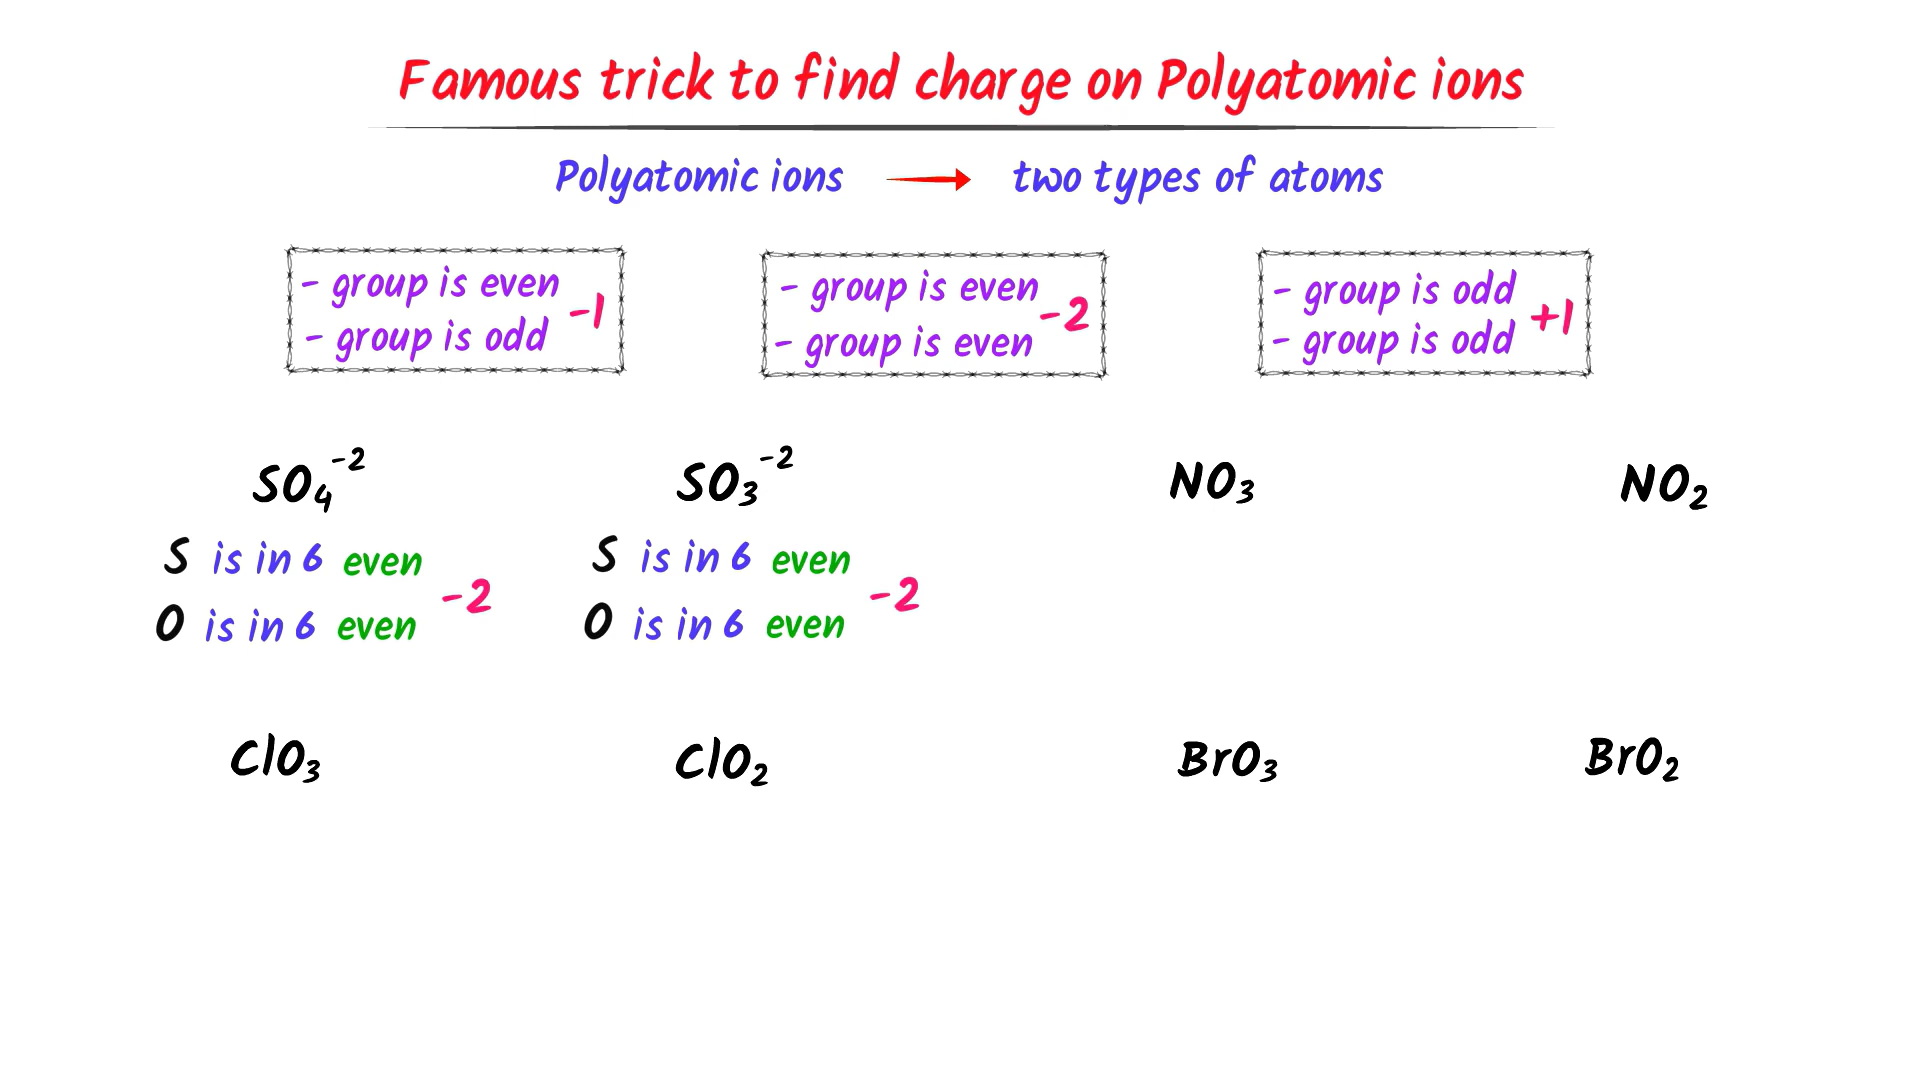 Famous trick to find charge on Polyatomic ions
Polyatomic ions → two types of atoms
- group is even
- group is odd
-1
- group is even
- group is even
-2
- group is odd
- group is odd
+1
SO₄⁻²
S is in 6 even
O is in 6 even
-2
SO₃⁻²
S is in 6 even
O is in 6 even
-2
NO₃
NO₂
ClO₃
ClO₂
BrO₃
BrO₂